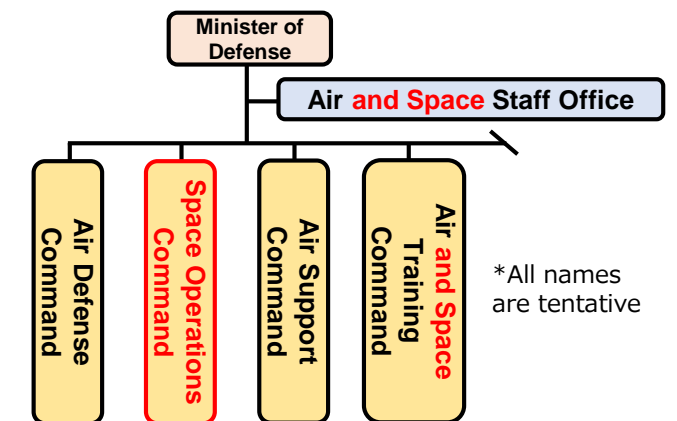 Minister of
Defense
Air and Space Staff Office
Air Defense
Command
Space Operations
Command
Air Support
Command
Air and Space
Training
Command
*All names
are tentative